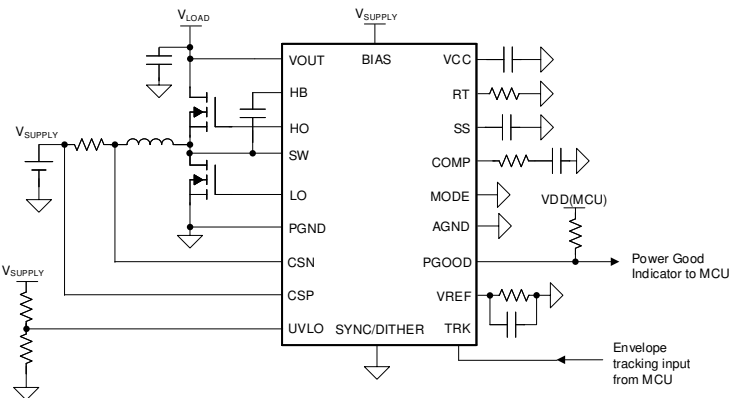 VLOAD
VSUPPLY
VOUT
BIAS
VCC
HB
RT
HO
SS
VSUPPLY
SW
COMP
LO
MODE
VDD(MCU)
PGND
AGND
CSN
PGOOD
Power Good
Indicator to MCU
VSUPPLY
CSP
VREF
UVLO
SYNC/DITHER
TRK
Envelope
tracking input
from MCU